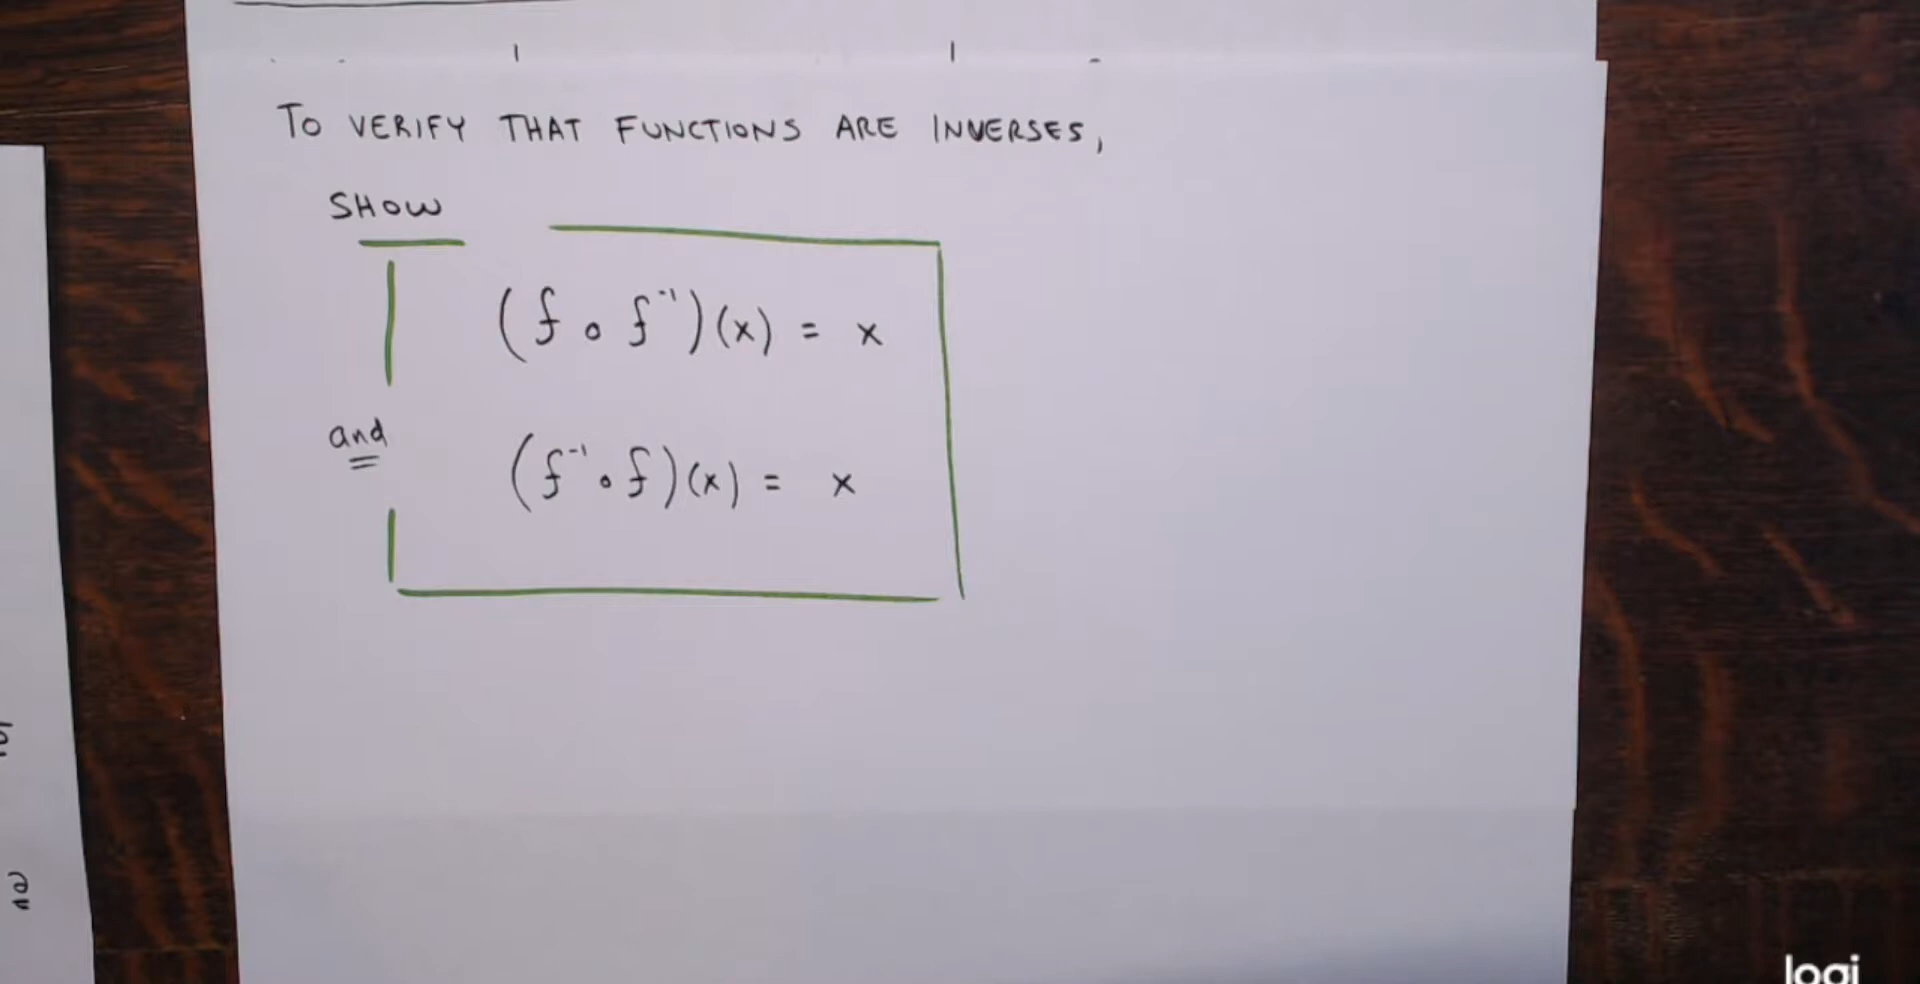 TO VERIFY THAT FUNCTIONS ARE INVERSES,
SHOW
(f ∘ f⁻¹)(x) = x
and
(f⁻¹ ∘ f)(x) = x
logi